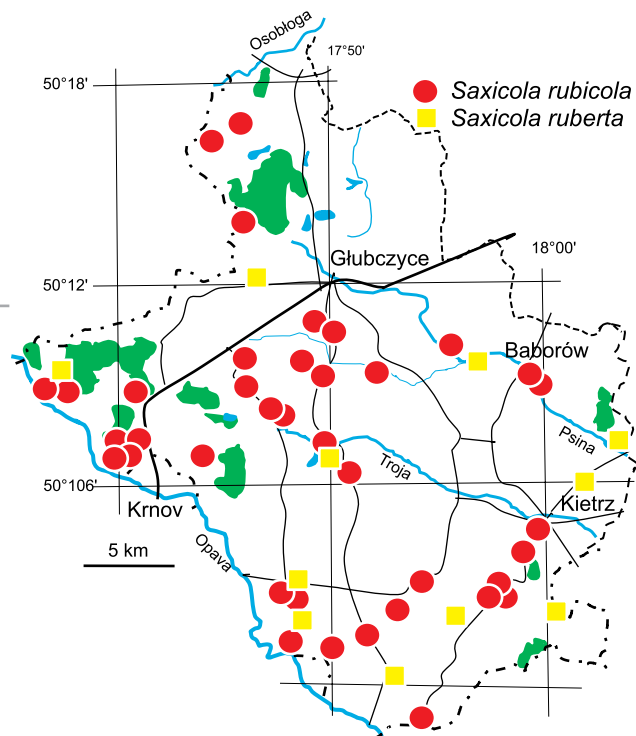 Osobłoga
17°50'
50°18'
Saxicola rubicola
Saxicola ruberta
Głubczyce
18°00'
50°12'
Baborów
Psina
Troja
50°106'
Krnov
Kietrz
5 km
Opava